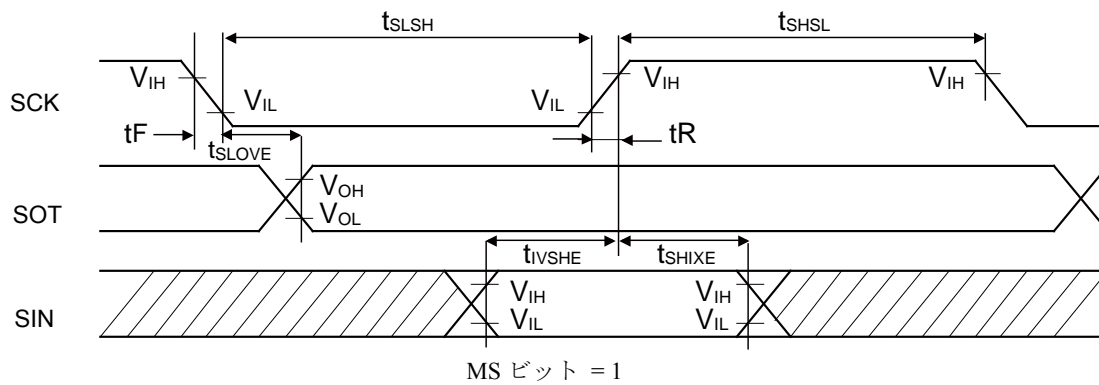 tSLSH tSHSL
SCK VIH VIL VIL VIH VIH
tF tSLOVE tR
SOT VOH VOL
tIVSHE tSHIXE
SIN VIH VIL VIH VIL
MS ビット = 1